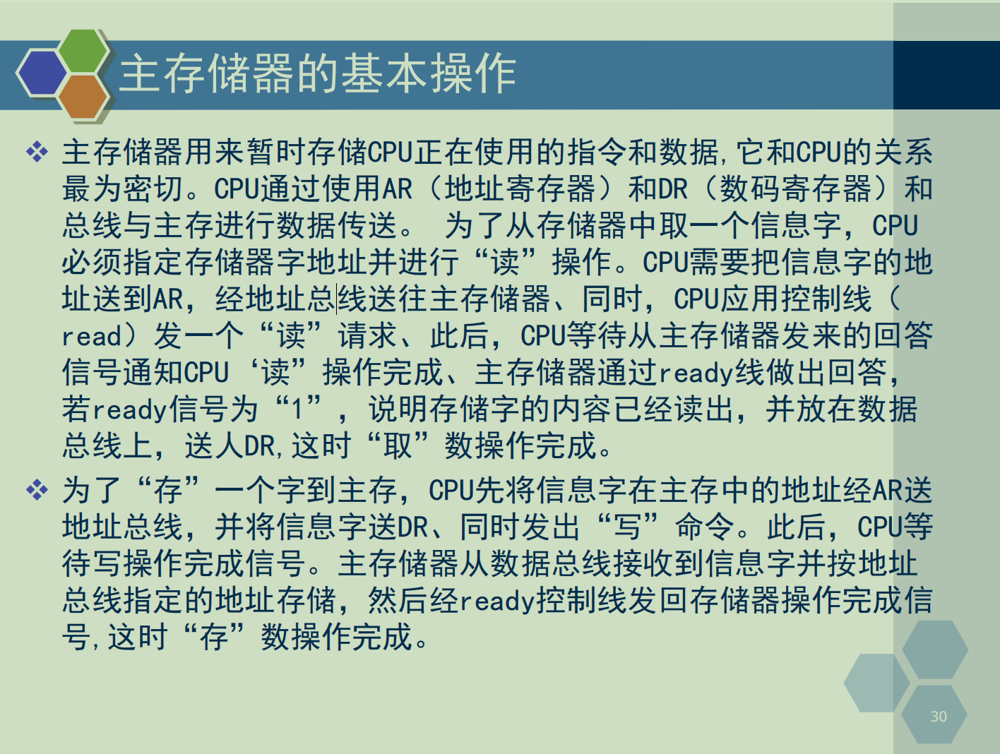 主存储器的基本操作
主存储器用来暂时存储CPU正在使用的指令和数据,它和CPU的关系
最为密切。CPU通过使用AR（地址寄存器）和DR（数码寄存器）和
总线与主存进行数据传送。 为了从存储器中取一个信息字，CPU
必须指定存储器字地址并进行“读”操作。CPU需要把信息字的地
址送到AR，经地址总线送往主存储器、同时，CPU应用控制线（
read）发一个“读”请求、此后，CPU等待从主存储器发来的回答
信号通知CPU‘读”操作完成、主存储器通过ready线做出回答，
若ready信号为“1”，说明存储字的内容已经读出，并放在数据
总线上，送人DR,这时“取”数操作完成。
为了“存”一个字到主存，CPU先将信息字在主存中的地址经AR送
地址总线，并将信息字送DR、同时发出“写”命令。此后，CPU等
待写操作完成信号。主存储器从数据总线接收到信息字并按地址
总线指定的地址存储，然后经ready控制线发回存储器操作完成信
号,这时“存”数操作完成。
30